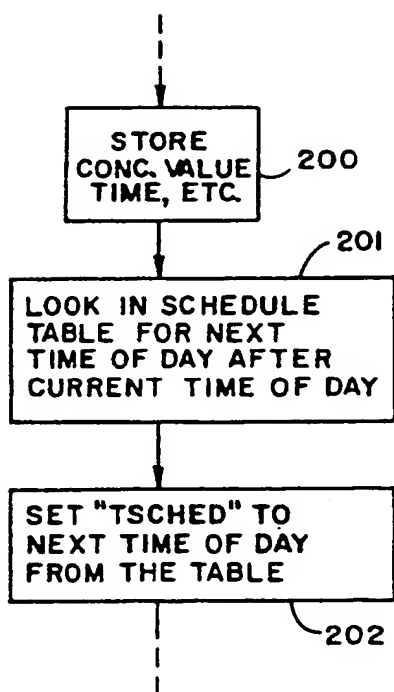 STORE
CONC. VALUE
TIME, ETC.
200
201
LOOK IN SCHEDULE
TABLE FOR NEXT
TIME OF DAY AFTER
CURRENT TIME OF DAY
SET "TSCHED" TO
NEXT TIME OF DAY
FROM THE TABLE
202